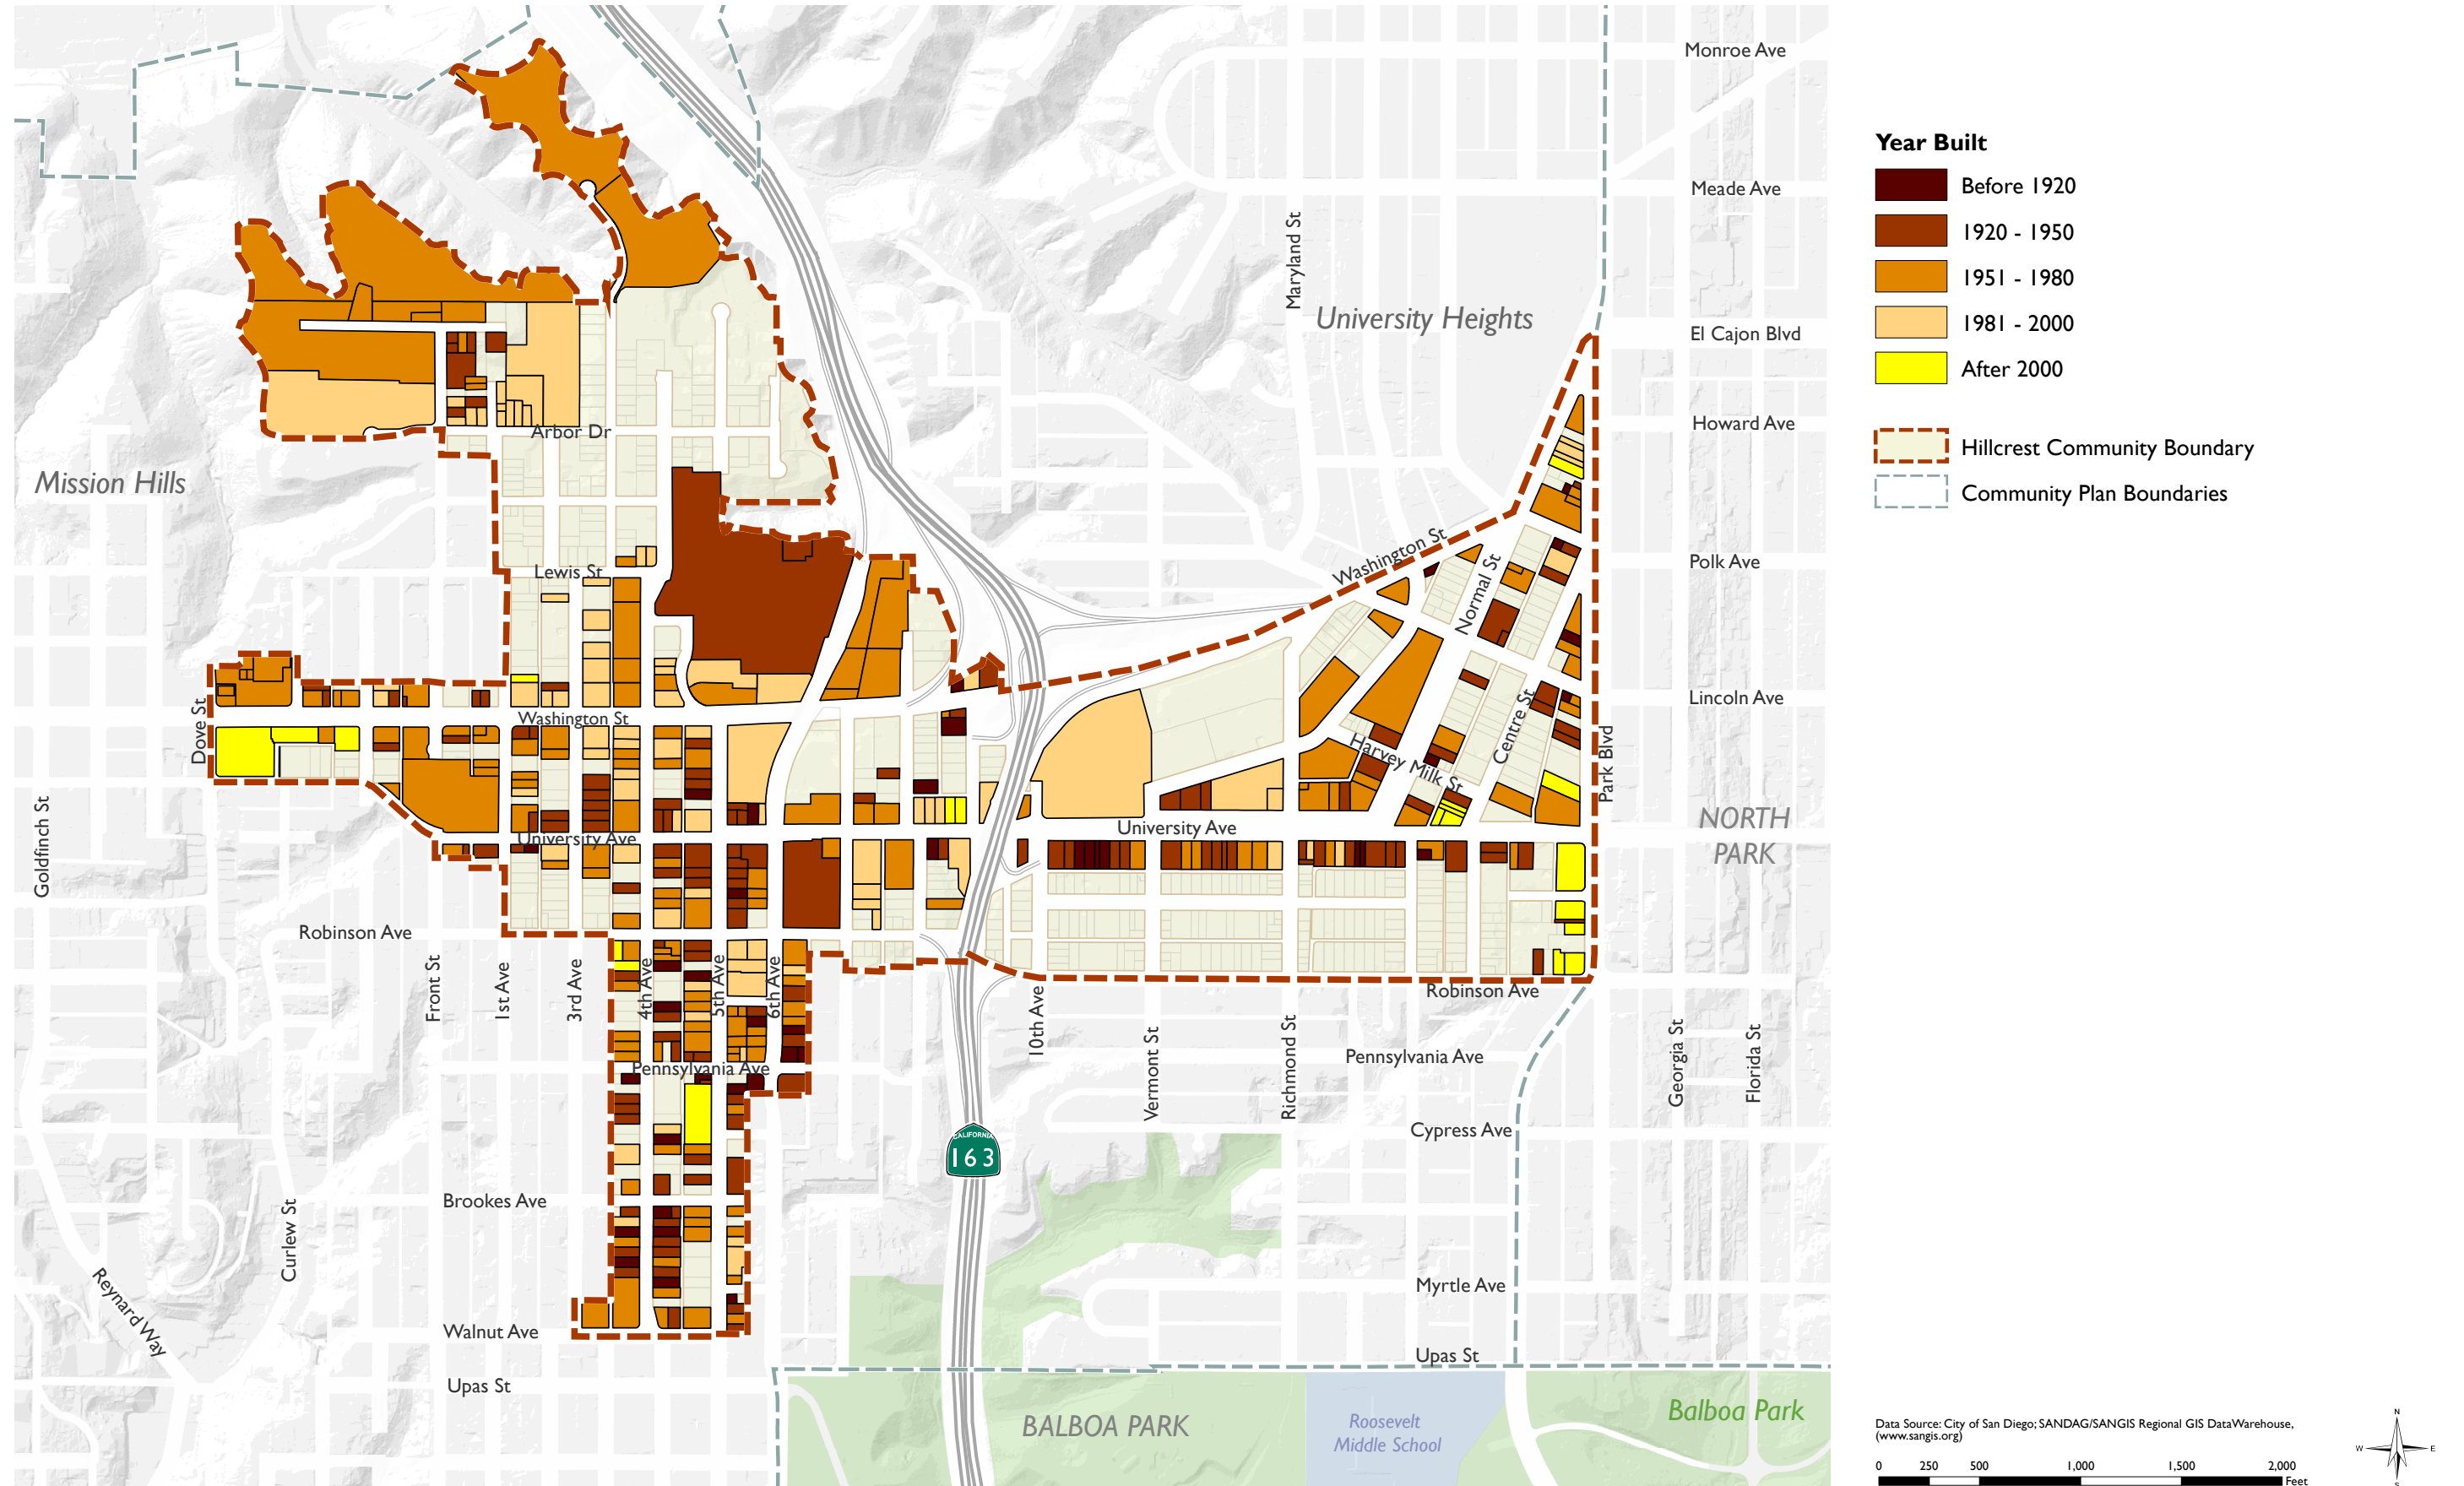 Monroe Ave
Year Built
Before 1920
Meade Ave
1920 - 1950
Maryland St
1951 - 1980
University Heights
1981 - 2000
El Cajon Blvd
After 2000
Howard Ave
Arbor Dr
Hillcrest Community Boundary
Mission Hills
Community Plan Boundaries
Washington St
Polk Ave
Lewis St
Normal St
Lincoln Ave
Washington St
Dove St
Centre St
Harvey Milk St
Park Blvd
University Ave
University Ave
NORTH
PARK
Goldfinch St
Robinson Ave
Front St
1st Ave
3rd Ave
4th Ave
5th Ave
6th Ave
Robinson Ave
10th Ave
Vermont St
Richmond St
Pennsylvania Ave
Georgia St
Florida St
Pennsylvania Ave
Cypress Ave
CALIFORNIA
163
Brookes Ave
Curlew St
Myrtle Ave
Reynard Way
Walnut Ave
Upas St
Upas St
BALBOA PARK
Roosevelt
Middle School
Balboa Park
Data Source: City of San Diego; SANDAG/SANGIS Regional GIS DataWarehouse,
(www.sangis.org)
N
W E
S
0 250 500 1,000 1,500 2,000
Feet